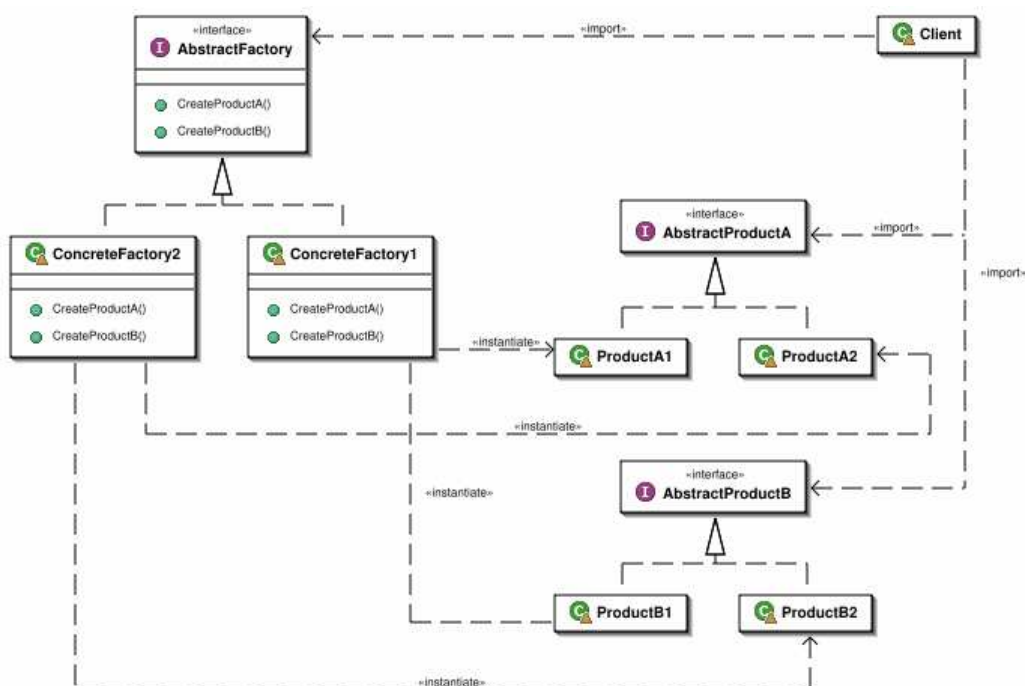 «interface»
AbstractFactory
CreateProductA()
CreateProductB()
«import»
Client
ConcreteFactory2
CreateProductA()
CreateProductB()
ConcreteFactory1
CreateProductA()
CreateProductB()
«interface»
AbstractProductA
«import»
«import»
«instantiate»
ProductA1
ProductA2
«instantiate»
«interface»
AbstractProductB
«instantiate»
ProductB1
ProductB2
«instantiate»